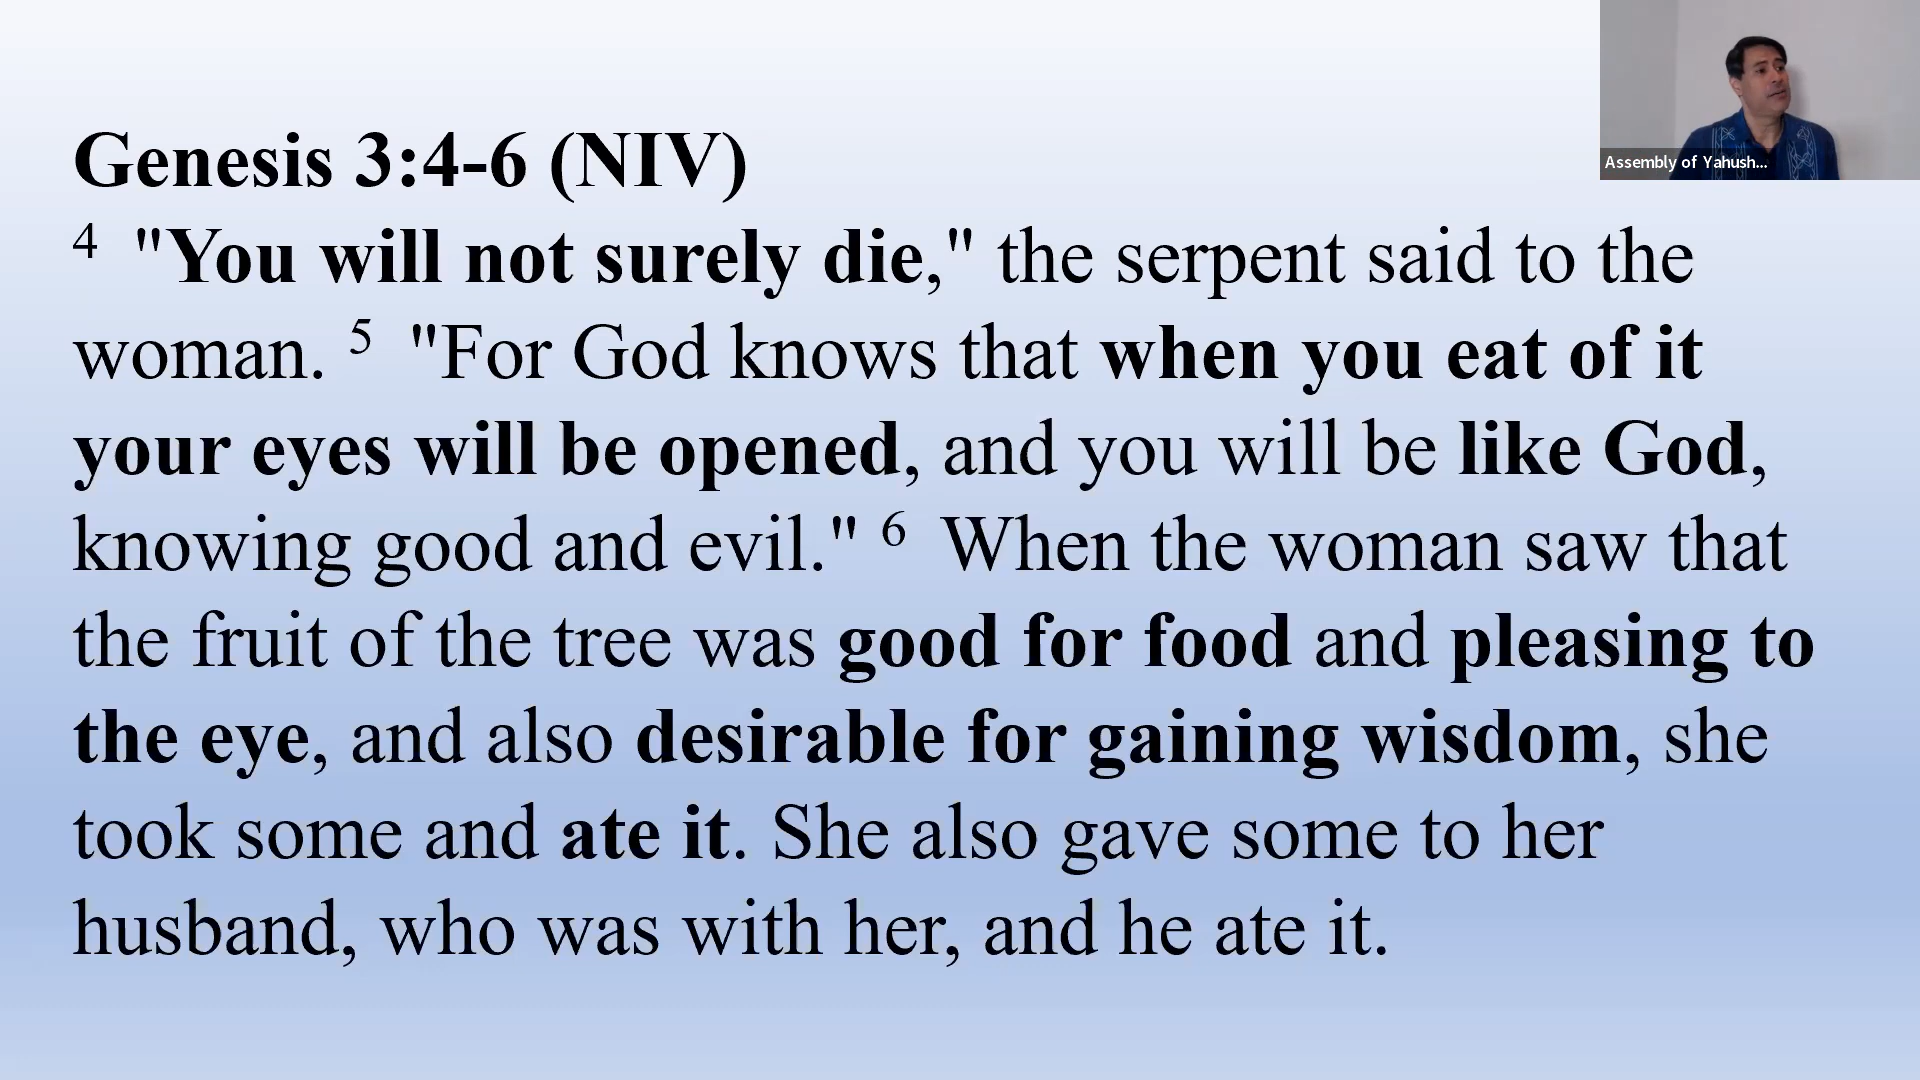 Assembly of Yahush...
Genesis 3:4-6 (NIV)
4 "You will not surely die," the serpent said to the
woman. 5 "For God knows that when you eat of it
your eyes will be opened, and you will be like God,
knowing good and evil." 6 When the woman saw that
the fruit of the tree was good for food and pleasing to
the eye, and also desirable for gaining wisdom, she
took some and ate it. She also gave some to her
husband, who was with her, and he ate it.